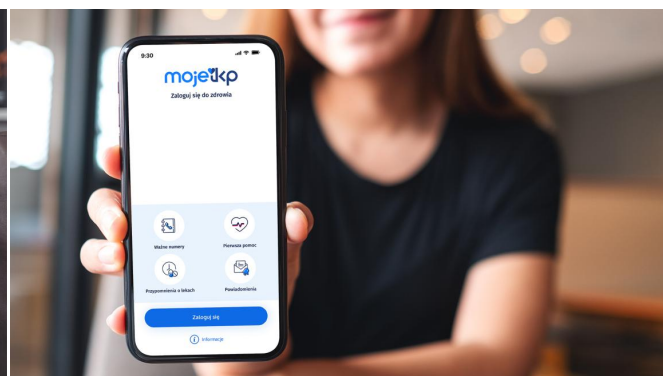 9:30
mojeikp
Zaloguj się do zdrowia
Ważne numery
Pierwsza pomoc
Przypomnienia o lekach
Powiadomienia
Zaloguj się
Informacje